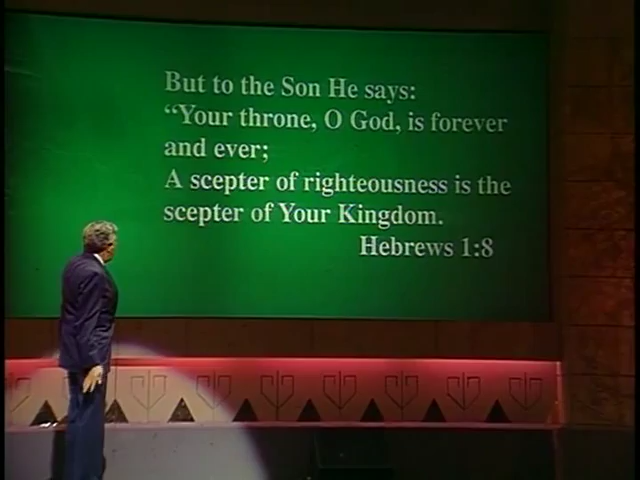 But to the Son He says:
“Your throne, O God, is forever
and ever;
A scepter of righteousness is the
scepter of Your Kingdom.
Hebrews 1:8